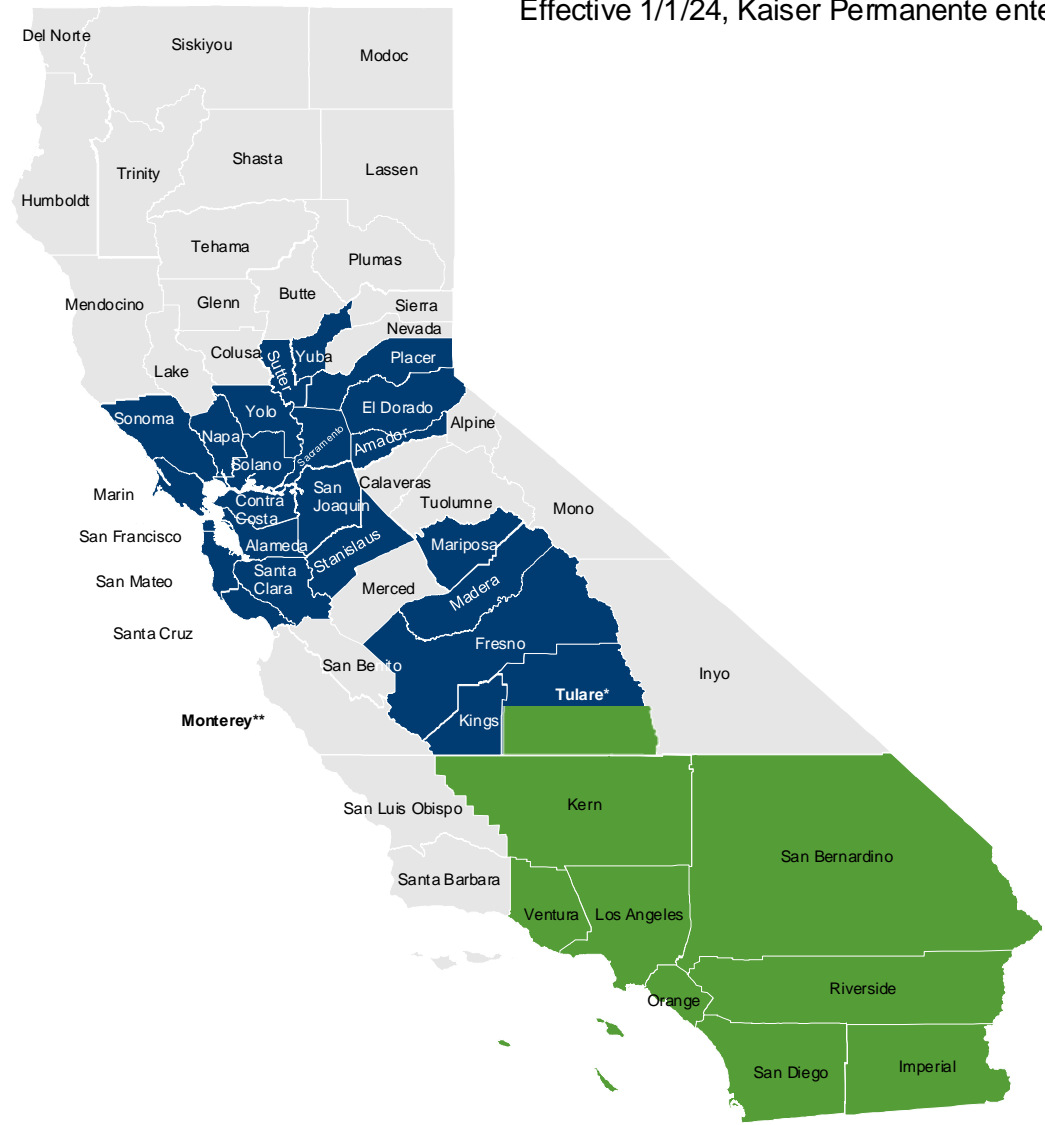 Effective 1/1/24, Kaiser Permanente ente
Del Norte
Siskiyou
Modoc
Humboldt
Trinity
Shasta
Lassen
Tehama
Plumas
Mendocino
Glenn
Butte
Sierra
Nevada
Lake
Colusa
Sutter
Yuba
Placer
Sonoma
Napa
Yolo
El Dorado
Sacramento
Amador
Alpine
Solano
Marin
Contra
Costa
San
Joaquin
Calaveras
Tuolumne
Mono
San Francisco
Alameda
Stanislaus
Mariposa
San Mateo
Santa
Clara
Merced
Madera
Santa Cruz
Fresno
San Benito
Inyo
Monterey**
Kings
Tulare*
San Luis Obispo
Kern
San Bernardino
Santa Barbara
Ventura
Los Angeles
Orange
Riverside
San Diego
Imperial